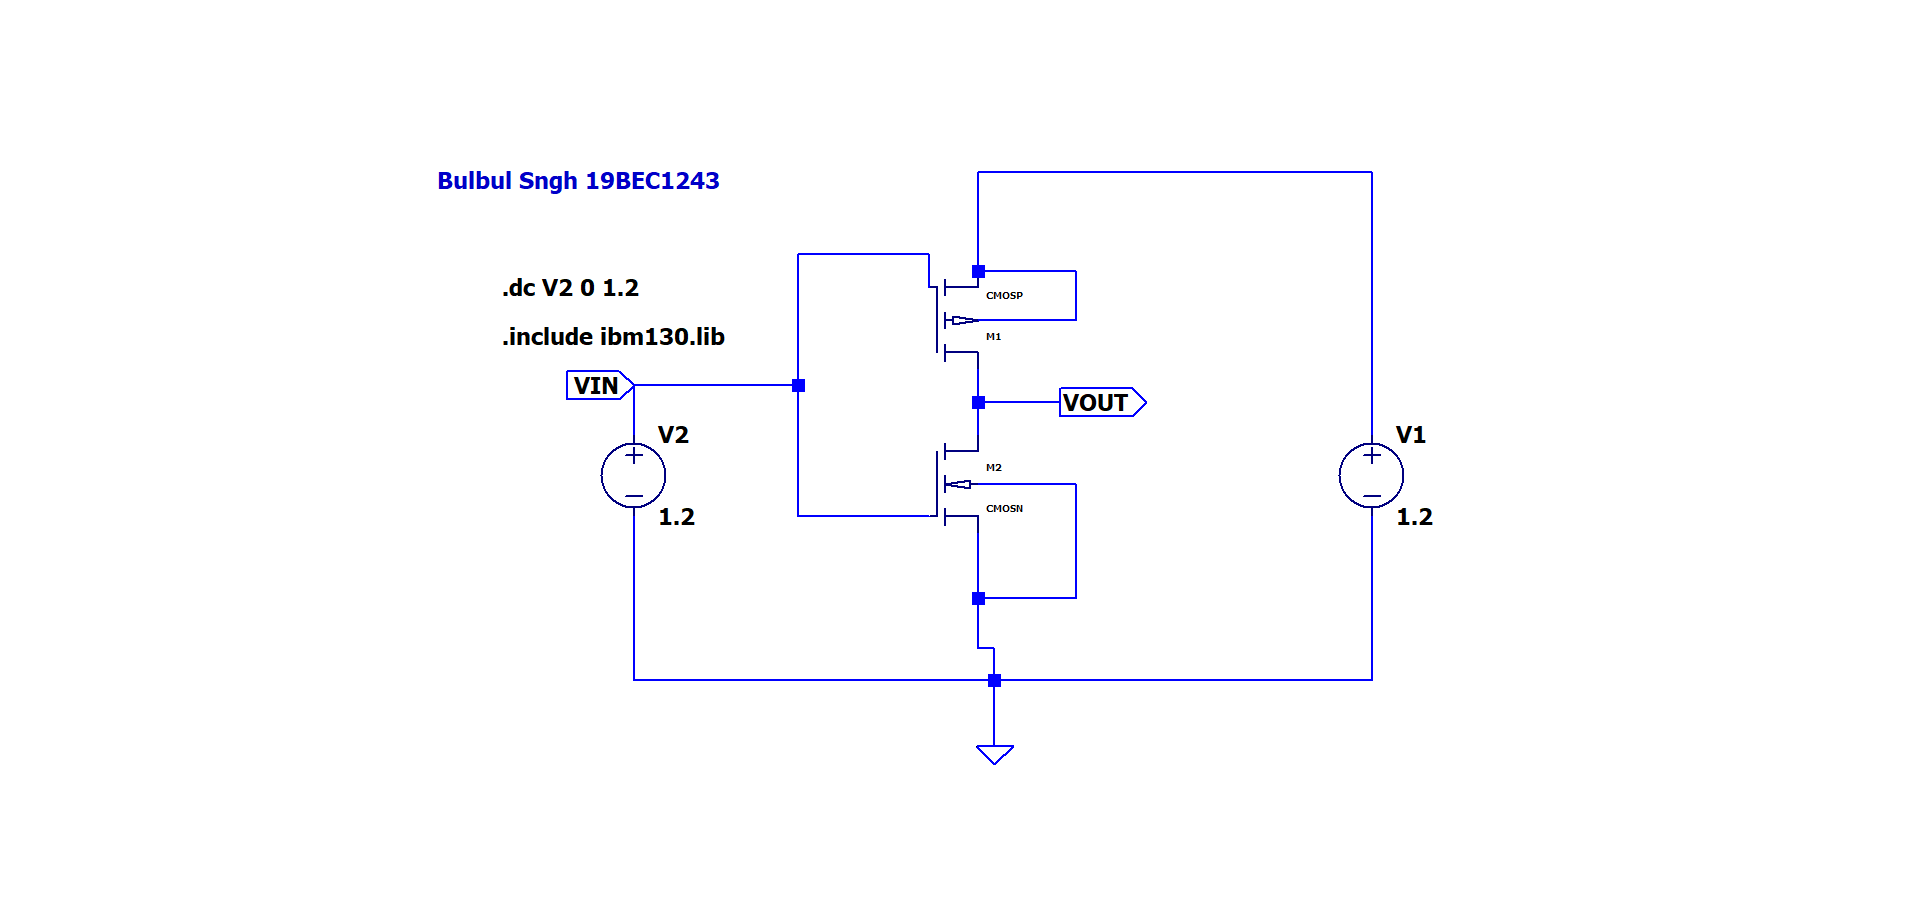 Bulbul Sngh 19BEC1243
.dc V2 0 1.2
.include ibm130.lib
CMOSP
M1
VIN
VOUT
V2
V1
M2
CMOSN
1.2
1.2